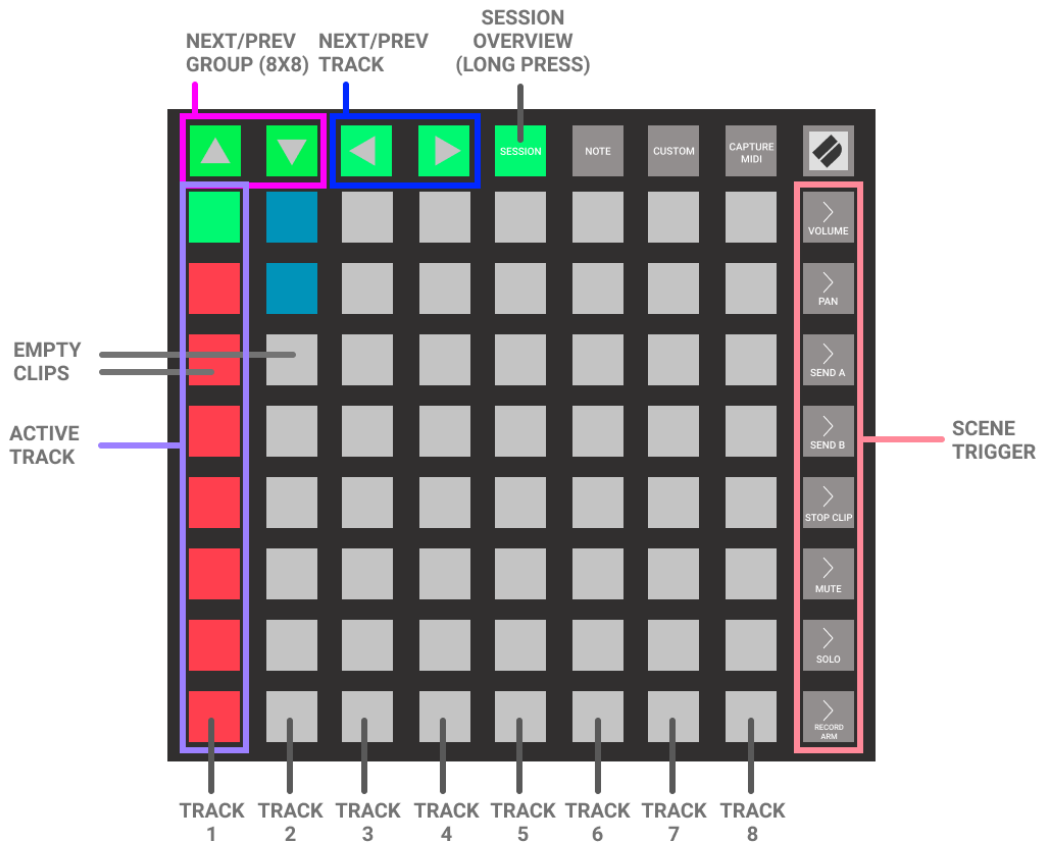 SESSION
OVERVIEW
(LONG PRESS)
NEXT/PREV
GROUP (8X8)
NEXT/PREV
TRACK
SESSION
NOTE
CUSTOM
CAPTURE
MIDI
VOLUME
PAN
EMPTY
CLIPS
SEND A
ACTIVE
TRACK
SEND B
SCENE
TRIGGER
STOP CLIP
MUTE
SOLO
RECORD
ARM
TRACK
1
TRACK
2
TRACK
3
TRACK
4
TRACK
5
TRACK
6
TRACK
7
TRACK
8